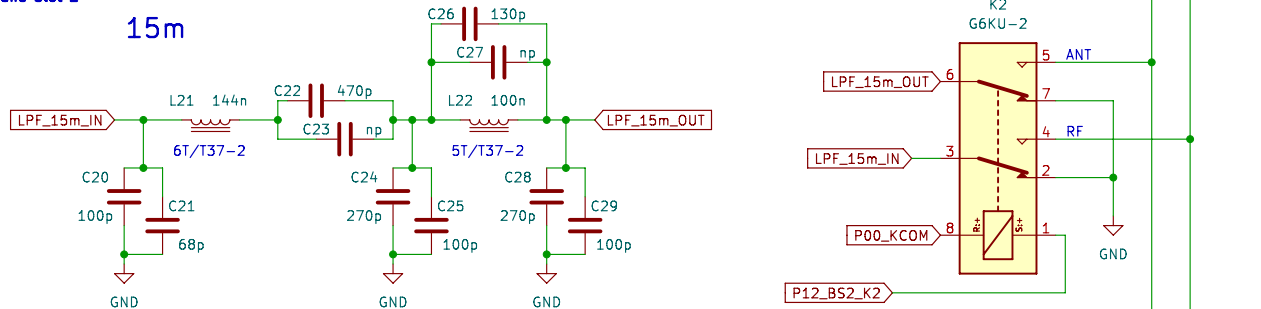 15m
C26 130p
C27 np
L21 144n
C22 470p
C23 np
L22 100n
LPF_15m_IN
LPF_15m_OUT
6T/T37-2
5T/T37-2
C20
100p
C21
68p
C24
270p
C25
100p
C28
270p
C29
100p
GND
GND
GND
K2
G6KU-2
5 ANT
LPF_15m_OUT 6
7
4 RF
LPF_15m_IN 3
2
R:+
S:+
P00_KCOM 8
1
GND
P12_BS2_K2